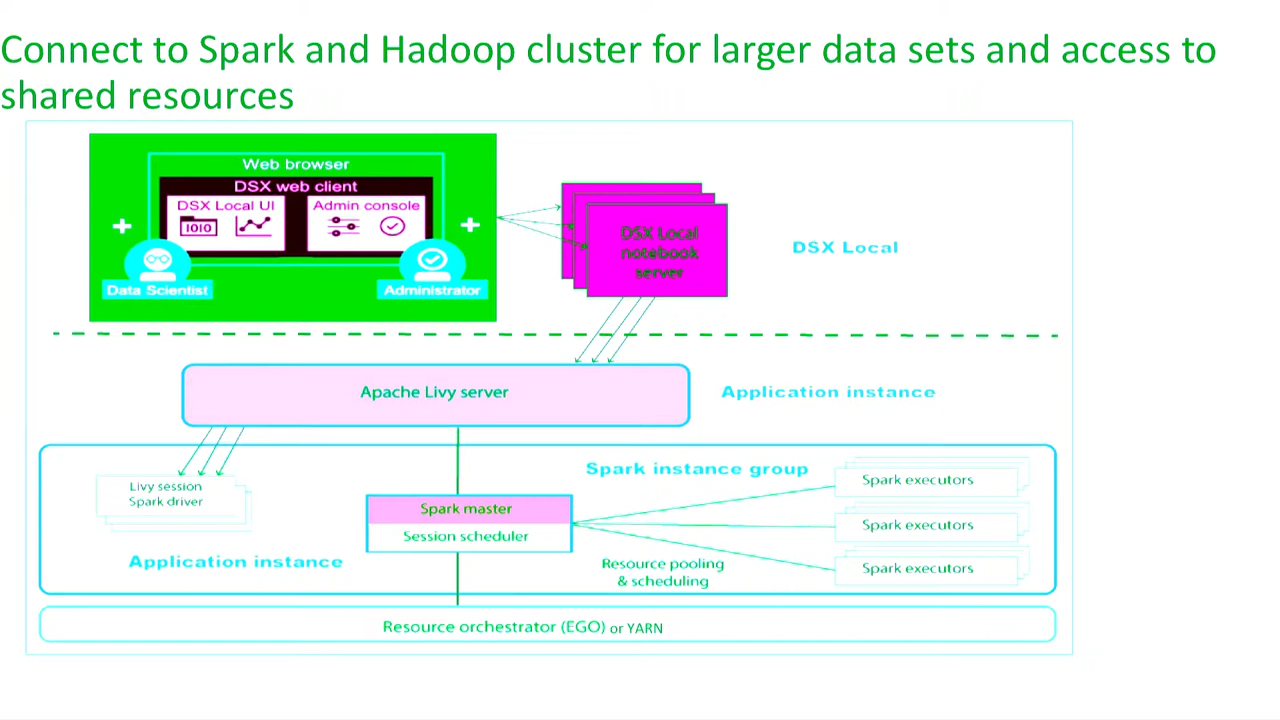 Connect to Spark and Hadoop cluster for larger data sets and access to
shared resources
Web browser
DSX web client
DSX Local UI
Admin console
1010
Data Scientist
Administrator
DSX Local
notebook
server
DSX Local
Apache Livy server
Application instance
Spark instance group
Livy session
Spark driver
Application instance
Spark master
Session scheduler
Resource pooling
& scheduling
Spark executors
Spark executors
Spark executors
Resource orchestrator (EGO) or YARN